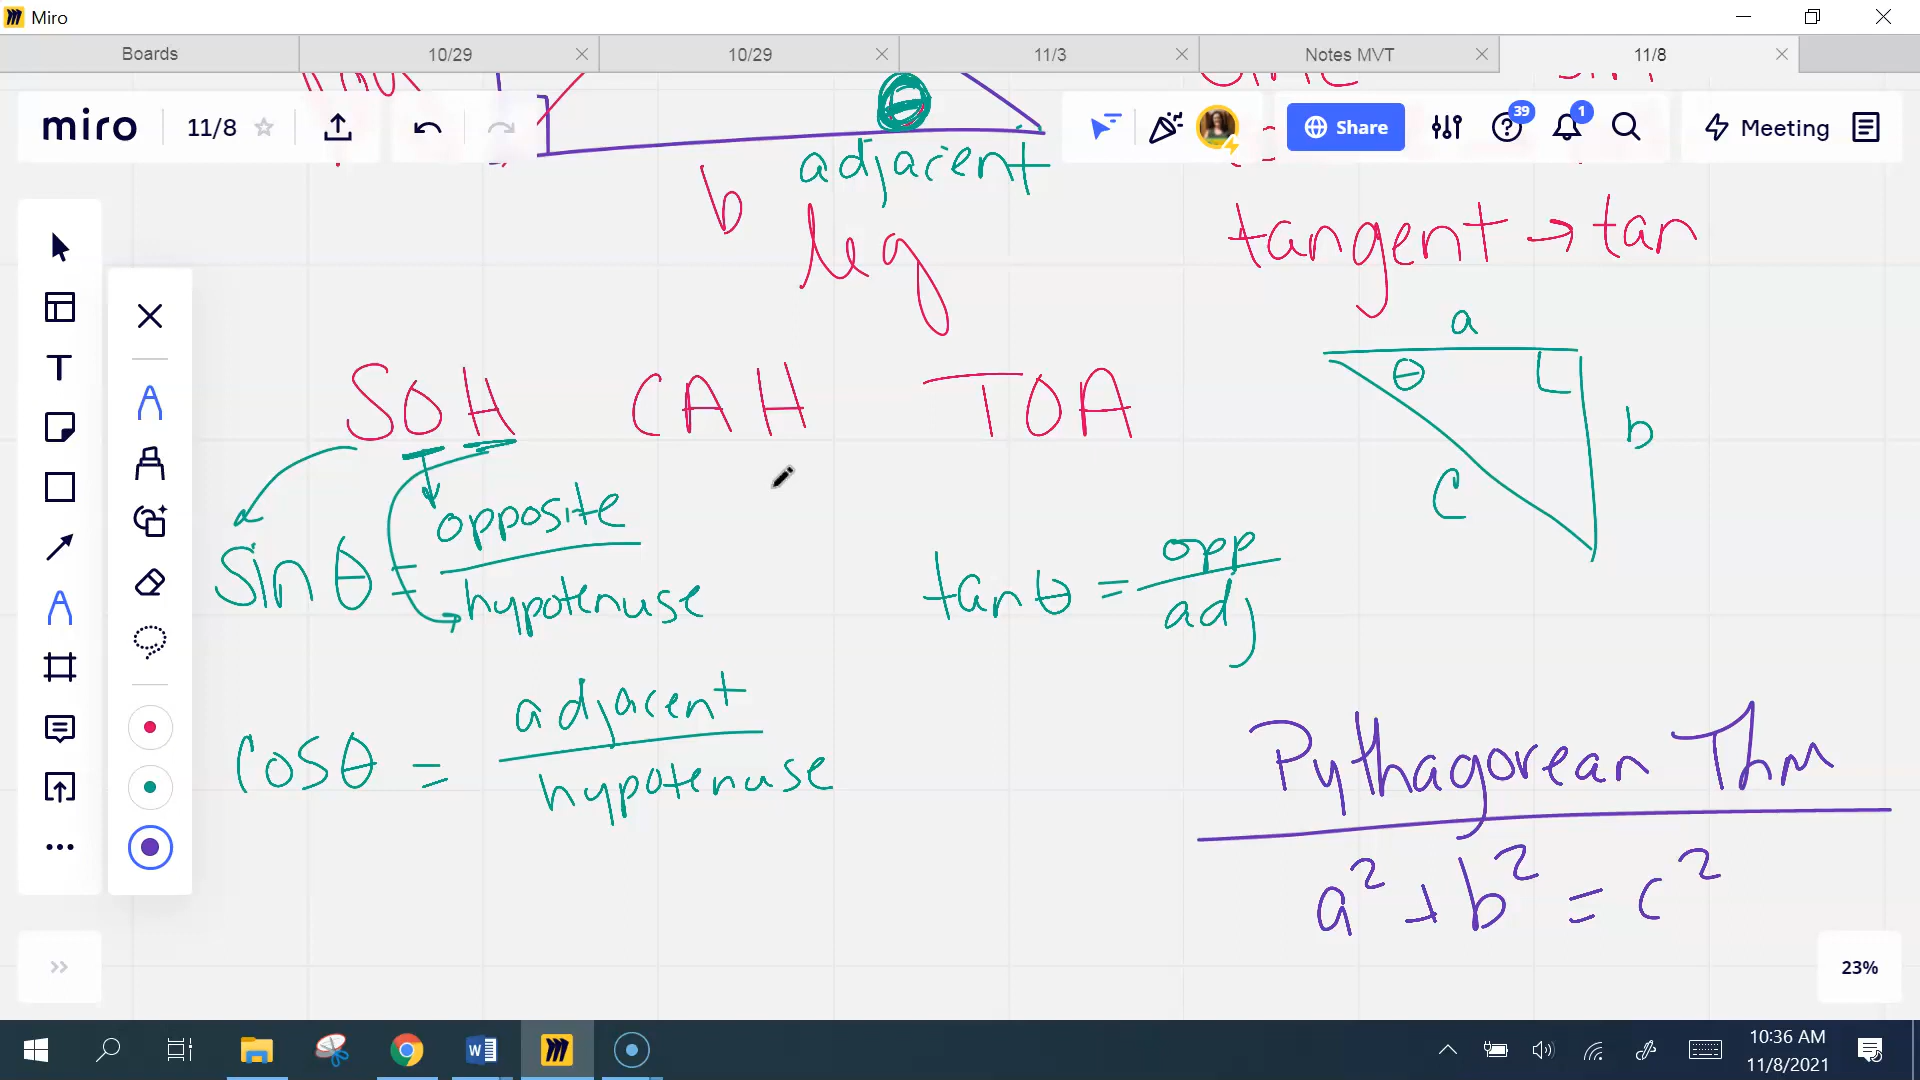 Miro
Boards
10/29
10/29
11/3
Notes MVT
11/8
miro
11/8
Share
39
1
Meeting
θ
adjacent
b
leg
tangent → tan
SOH CAH TOA
a
θ
b
c
sin θ = opposite
hypotenuse
tan θ = opp
adj
cos θ = adjacent
hypotenuse
Pythagorean Thm
a² + b² = c²
23%
10:36 AM
11/8/2021